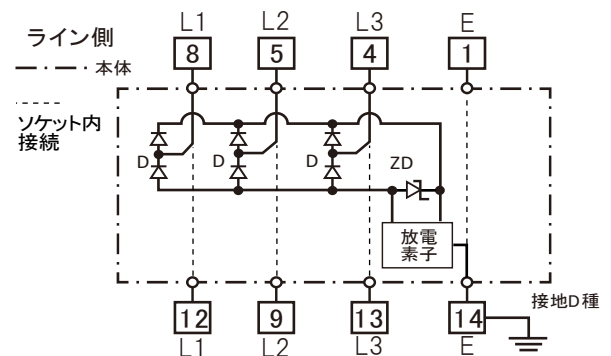 ライン側
本体
ソケット内
接続
L1 L2 L3 E
8 5 4 1
D D D ZD
放電
素子
接地D種
12 9 13 14
L1 L2 L3 E